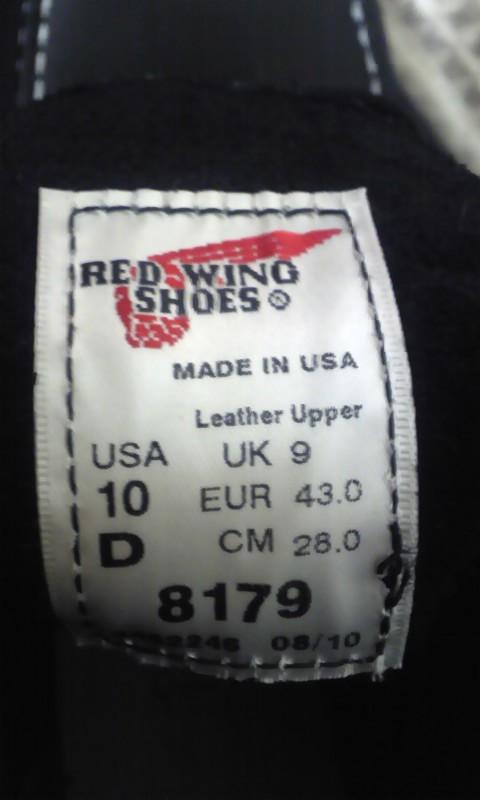 RED WING
SHOES®
MADE IN USA
Leather Upper
USA UK 9
10 EUR 43.0
D CM 28.0
8179
08/10